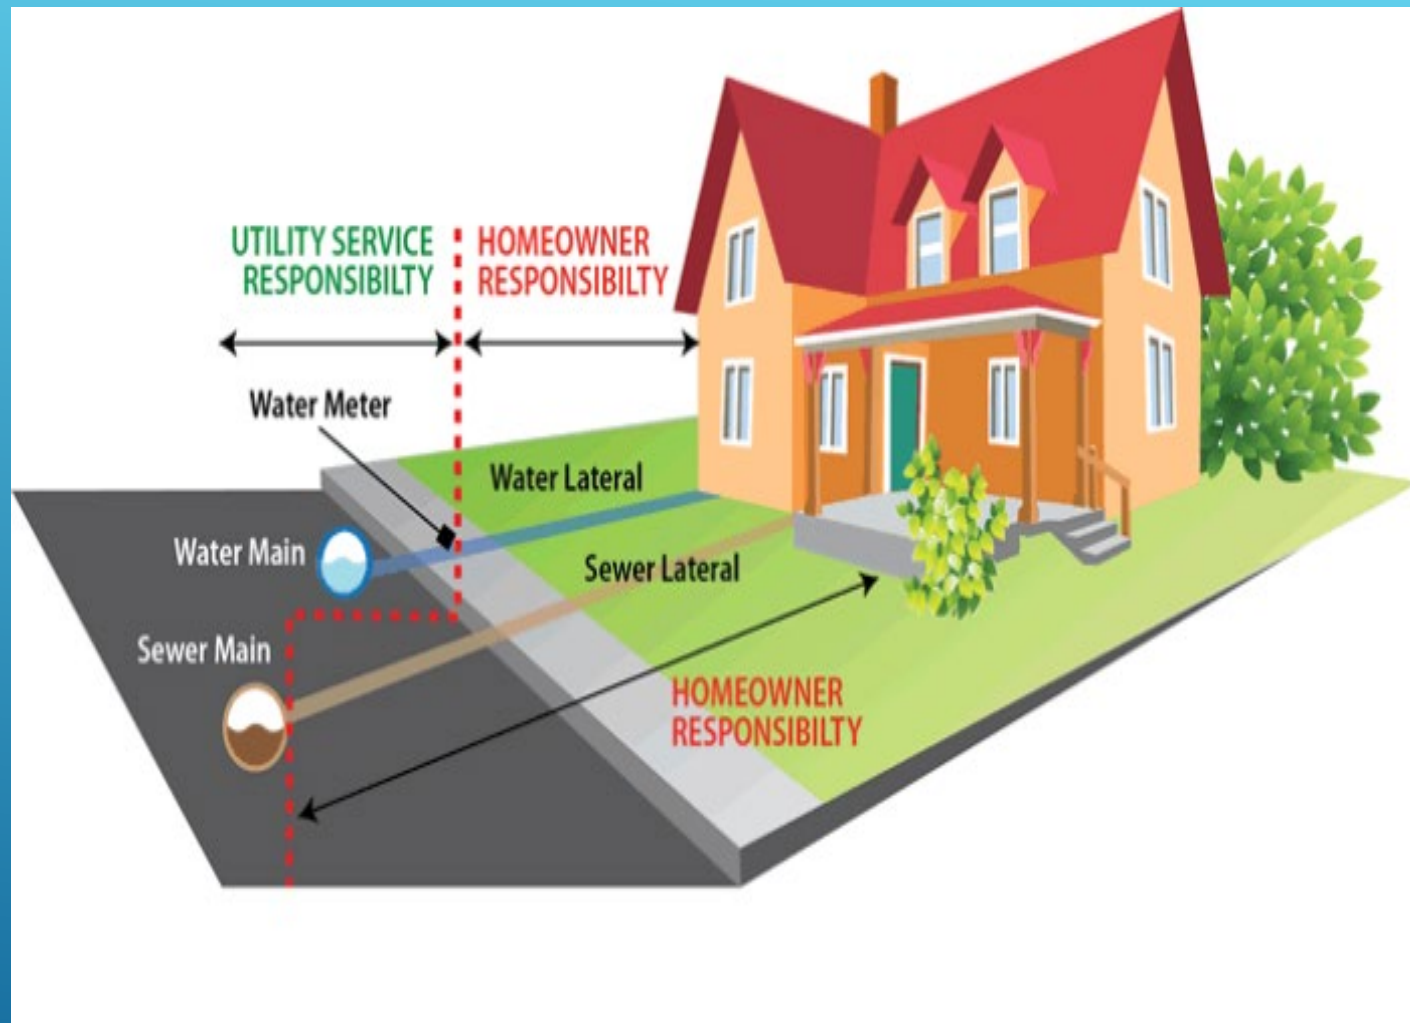 UTILITY SERVICE
RESPONSIBILTY
HOMEOWNER
RESPONSIBILTY
Water Meter
Water Lateral
Water Main
Sewer Lateral
Sewer Main
HOMEOWNER
RESPONSIBILTY